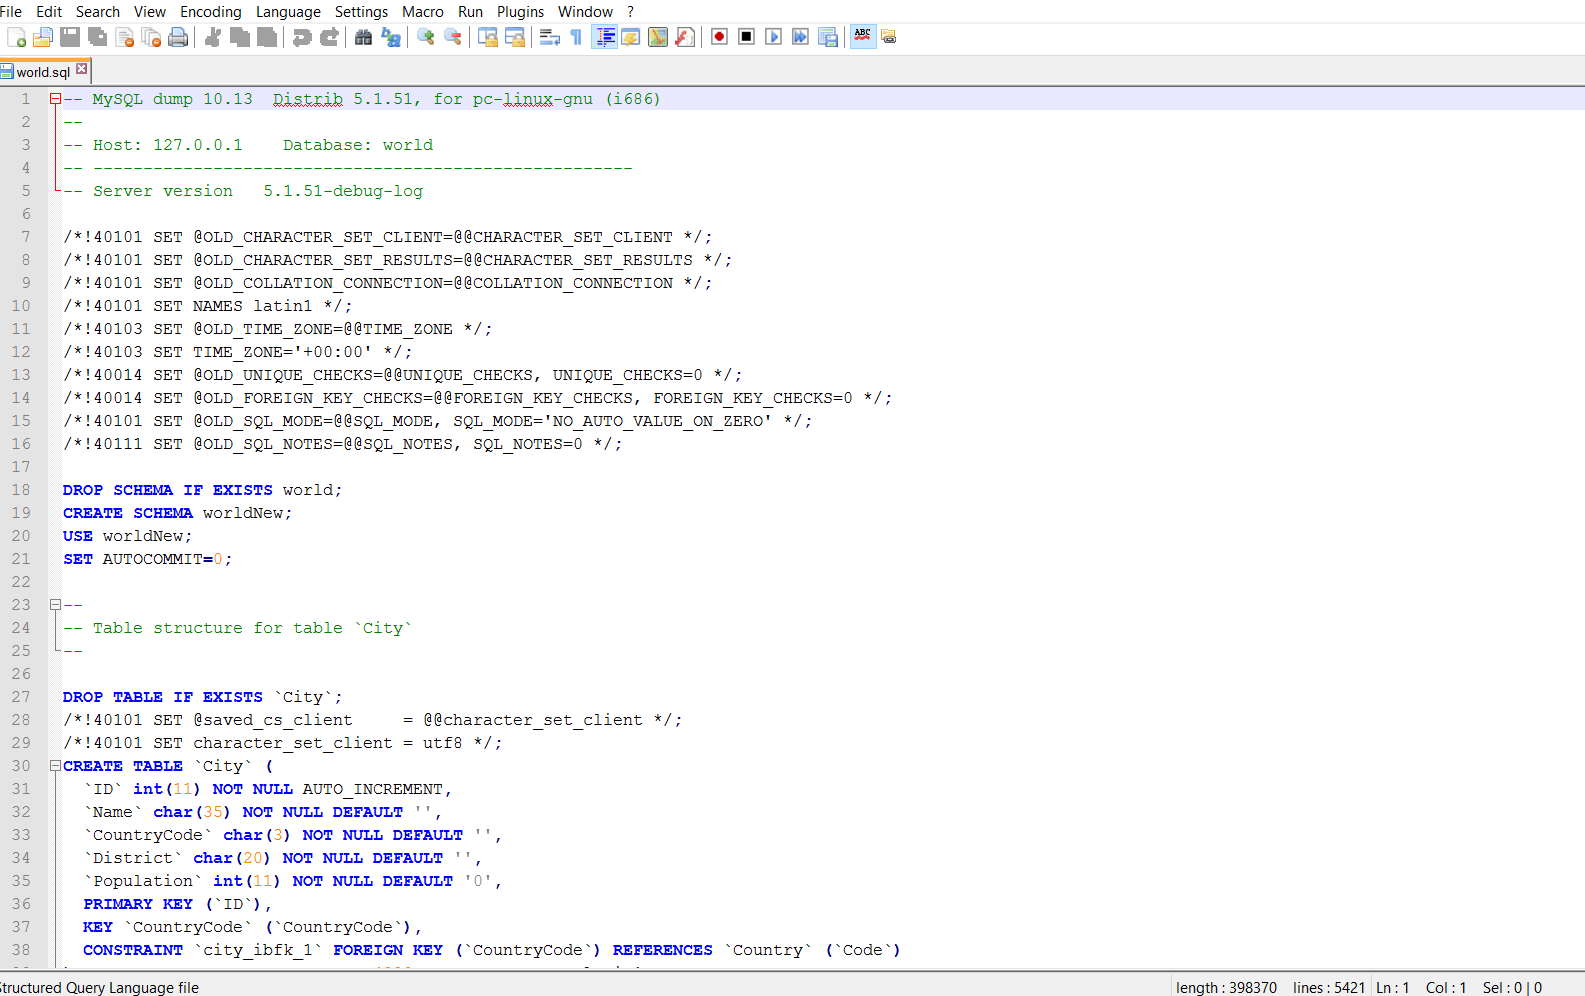 File Edit Search View Encoding Language Settings Macro Run Plugins Window ?
ABC
world.sql
1 -- MySQL dump 10.13  Distrib 5.1.51, for pc-linux-gnu (i686)
2 --
3 -- Host: 127.0.0.1    Database: world
4 -- ------------------------------------------------------
5 -- Server version   5.1.51-debug-log
6
7 /*!40101 SET @OLD_CHARACTER_SET_CLIENT=@@CHARACTER_SET_CLIENT */;
8 /*!40101 SET @OLD_CHARACTER_SET_RESULTS=@@CHARACTER_SET_RESULTS */;
9 /*!40101 SET @OLD_COLLATION_CONNECTION=@@COLLATION_CONNECTION */;
10 /*!40101 SET NAMES latin1 */;
11 /*!40103 SET @OLD_TIME_ZONE=@@TIME_ZONE */;
12 /*!40103 SET TIME_ZONE='+00:00' */;
13 /*!40014 SET @OLD_UNIQUE_CHECKS=@@UNIQUE_CHECKS, UNIQUE_CHECKS=0 */;
14 /*!40014 SET @OLD_FOREIGN_KEY_CHECKS=@@FOREIGN_KEY_CHECKS, FOREIGN_KEY_CHECKS=0 */;
15 /*!40101 SET @OLD_SQL_MODE=@@SQL_MODE, SQL_MODE='NO_AUTO_VALUE_ON_ZERO' */;
16 /*!40111 SET @OLD_SQL_NOTES=@@SQL_NOTES, SQL_NOTES=0 */;
17
18 DROP SCHEMA IF EXISTS world;
19 CREATE SCHEMA worldNew;
20 USE worldNew;
21 SET AUTOCOMMIT=0;
22
23 --
24 -- Table structure for table `City`
25 --
26
27 DROP TABLE IF EXISTS `City`;
28 /*!40101 SET @saved_cs_client     = @@character_set_client */;
29 /*!40101 SET character_set_client = utf8 */;
30 CREATE TABLE `City` (
31   `ID` int(11) NOT NULL AUTO_INCREMENT,
32   `Name` char(35) NOT NULL DEFAULT '',
33   `CountryCode` char(3) NOT NULL DEFAULT '',
34   `District` char(20) NOT NULL DEFAULT '',
35   `Population` int(11) NOT NULL DEFAULT '0',
36   PRIMARY KEY (`ID`),
37   KEY `CountryCode` (`CountryCode`),
38   CONSTRAINT `city_ibfk_1` FOREIGN KEY (`CountryCode`) REFERENCES `Country` (`Code`)
Structured Query Language file length : 398370 lines : 5421 Ln : 1 Col : 1 Sel : 0 | 0